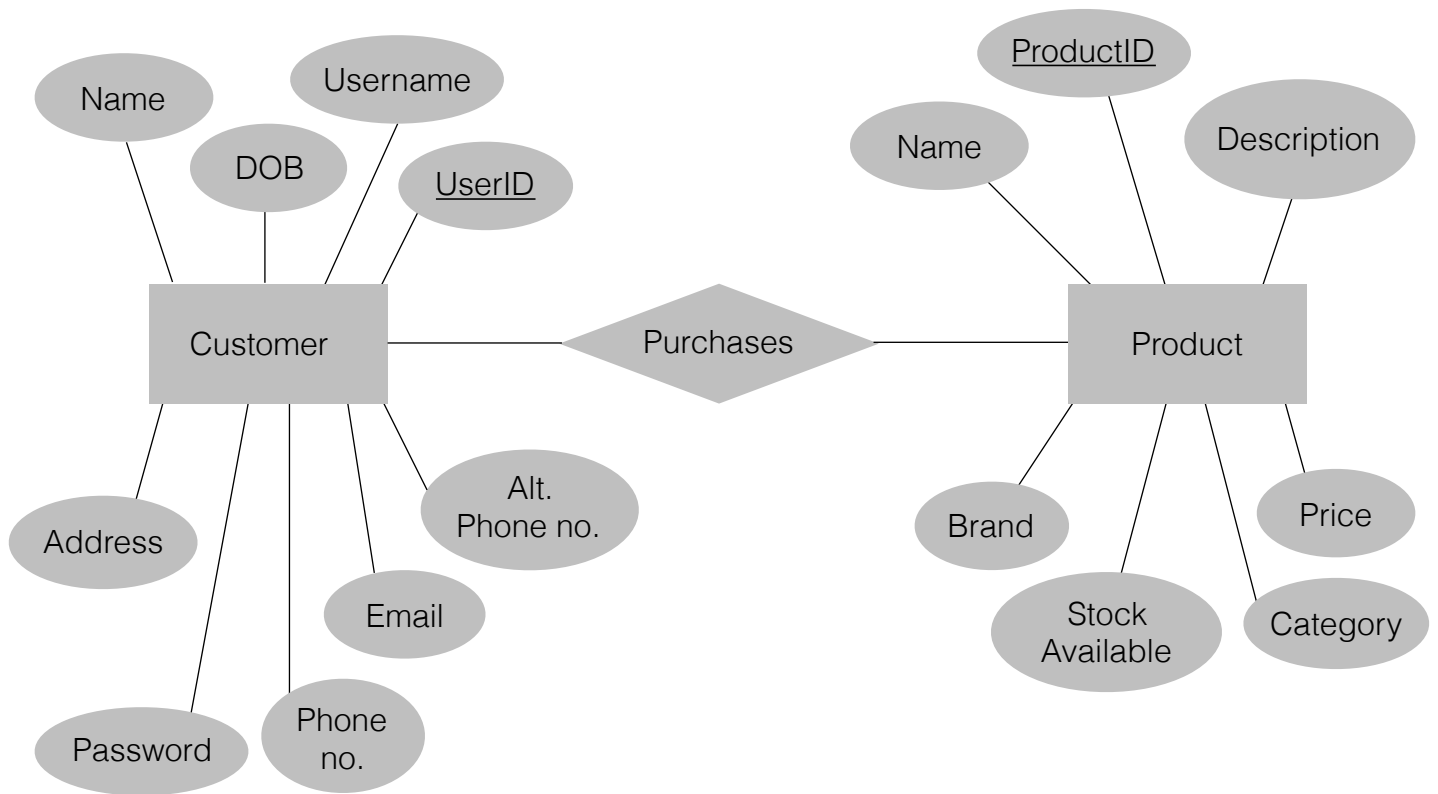 Name
Username
DOB
UserID
Customer
Address
Password
Phone
no.
Email
Alt.
Phone no.
Purchases
ProductID
Name
Description
Product
Brand
Stock
Available
Category
Price